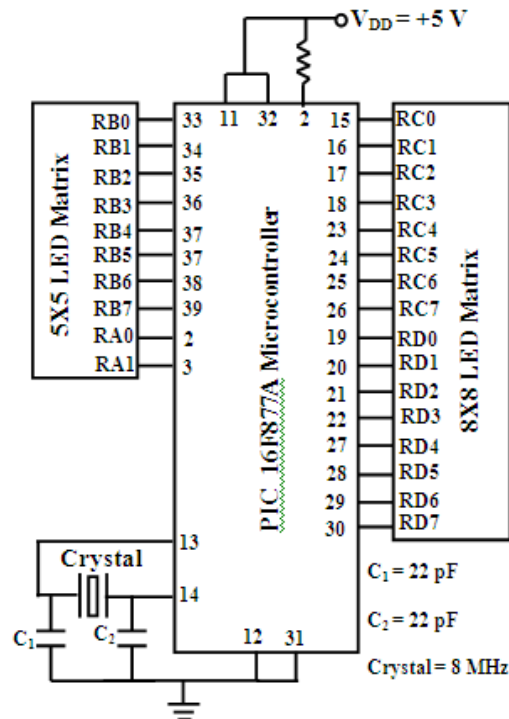 V_DD = +5 V
11 32 2
5X5 LED Matrix
RB0 33
RB1 34
RB2 35
RB3 36
RB4 37
RB5 37
RB6 38
RB7 39
RA0 2
RA1 3
PIC 16F877A Microcontroller
15 RC0
16 RC1
17 RC2
18 RC3
23 RC4
24 RC5
25 RC6
26 RC7
19 RD0
20 RD1
21 RD2
22 RD3
27 RD4
28 RD5
29 RD6
30 RD7
8X8 LED Matrix
13
Crystal
14
C₁ C₂
12 31
C₁ = 22 pF
C₂ = 22 pF
Crystal = 8 MHz